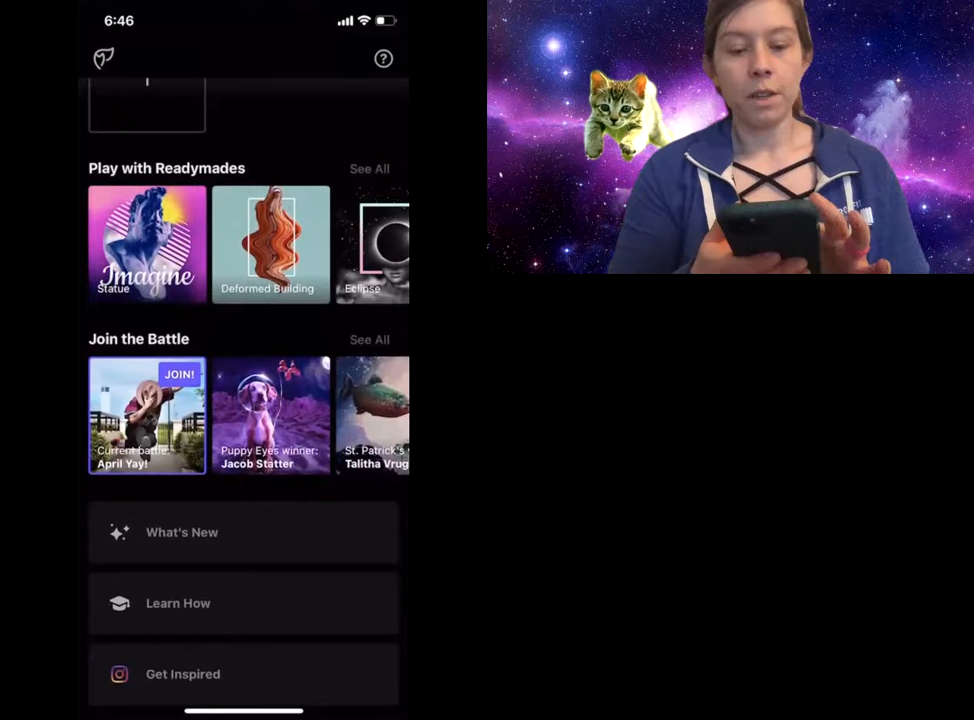 6:46
Play with Readymades
See All
Imagine
Statue
Deformed Building
Eclipse
Join the Battle
See All
JOIN!
Current battle:
April Yay!
Puppy Eyes winner:
Jacob Statter
St. Patrick's
Talitha Vrug
What's New
Learn How
Get Inspired